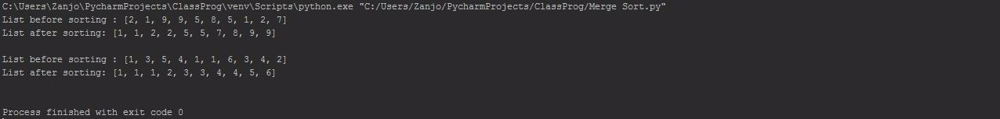 C:\Users\Zanjo\PycharmProjects\ClassProg\venv\Scripts\python.exe "C:/Users/Zanjo/PycharmProjects/ClassProg/Merge Sort.py"
List before sorting : [2, 1, 9, 9, 5, 8, 5, 1, 2, 7]
List after sorting: [1, 1, 2, 2, 5, 5, 7, 8, 9, 9]
List before sorting : [1, 3, 5, 4, 1, 1, 6, 3, 4, 2]
List after sorting: [1, 1, 1, 2, 3, 3, 4, 4, 5, 6]
Process finished with exit code 0